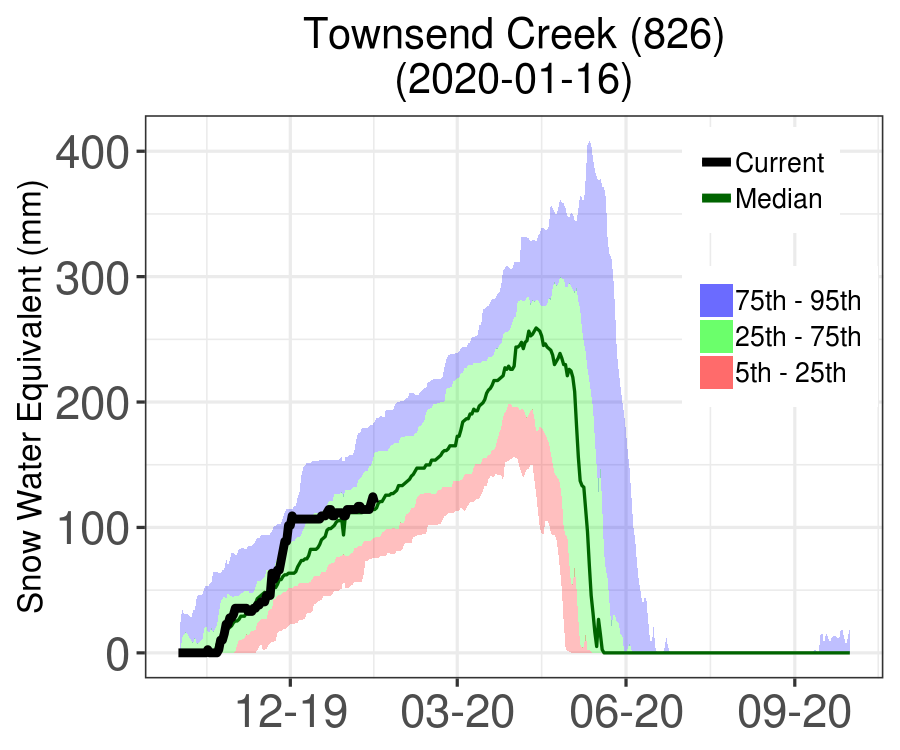 Townsend Creek (826)
(2020-01-16)
Snow Water Equivalent (mm)
400
300
200
100
0
12-19
03-20
06-20
09-20
Current
Median
75th - 95th
25th - 75th
5th - 25th